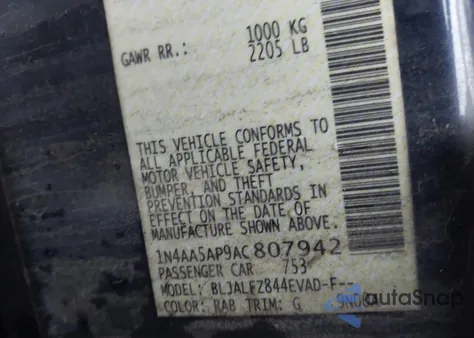 GAWR RR.: 1000 KG
2205 LB
THIS VEHICLE CONFORMS TO
ALL APPLICABLE FEDERAL
MOTOR VEHICLE SAFETY,
BUMPER, AND THEFT
PREVENTION STANDARDS IN
EFFECT ON THE DATE OF
MANUFACTURE SHOWN ABOVE.
1N4AA5AP9AC807942
PASSENGER CAR 753
MODEL: BLJALFZ844EVAD-F--
COLOR: RAB TRIM: G
autaSnap